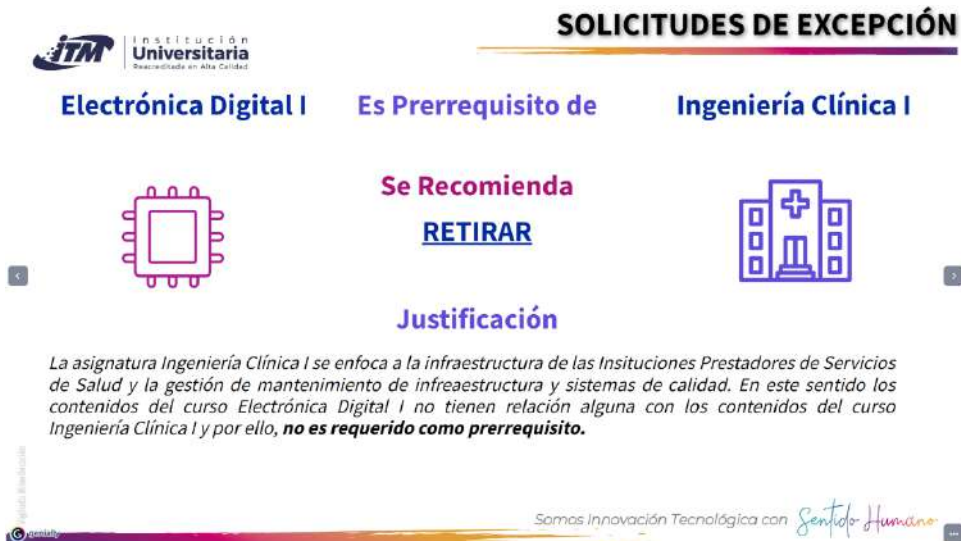 SOLICITUDES DE EXCEPCIÓN
iTM
Institución
Universitaria
Reacreditada en Alta Calidad
Electrónica Digital I
Es Prerrequisito de
Ingeniería Clínica I
Se Recomienda
RETIRAR
Justificación
La asignatura Ingeniería Clínica I se enfoca a la infraestructura de las Insituciones Prestadores de Servicios
de Salud y la gestión de mantenimiento de infreaestructura y sistemas de calidad. En este sentido los
contenidos del curso Electrónica Digital I no tienen relación alguna con los contenidos del curso
Ingeniería Clínica I y por ello, no es requerido como prerrequisito.
Somos Innovación Tecnológica con Sentido Humano
genially